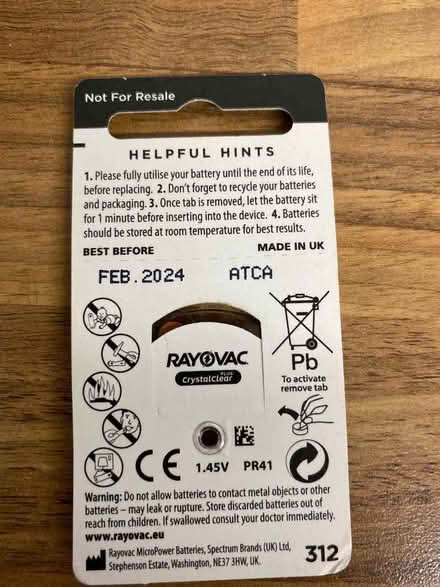 Not For Resale
HELPFUL HINTS
1. Please fully utilise your battery until the end of its life,
before replacing. 2. Don't forget to recycle your batteries
and packaging. 3. Once tab is removed, let the battery sit
for 1 minute before inserting into the device. 4. Batteries
should be stored at room temperature for best results.
BEST BEFORE
MADE IN UK
FEB.2024
ATCA
RAYOVAC
PLUS
CrystalClear
Pb
To activate
remove tab
CE
1.45V
PR41
Warning: Do not allow batteries to contact metal objects or other
batteries – may leak or rupture. Store discarded batteries out of
reach from children. If swallowed consult your doctor immediately.
www.rayovac.eu
Rayovac MicroPower Batteries, Spectrum Brands (UK) Ltd,
Stephenson Estate, Washington, NE37 3HW, UK.
312